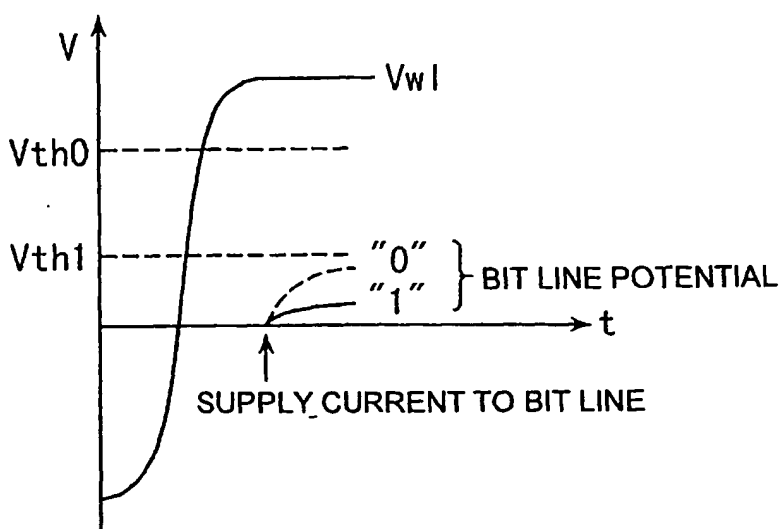 V
Vwl
Vth0
Vth1
"0"
"1"
BIT LINE POTENTIAL
t
SUPPLY CURRENT TO BIT LINE